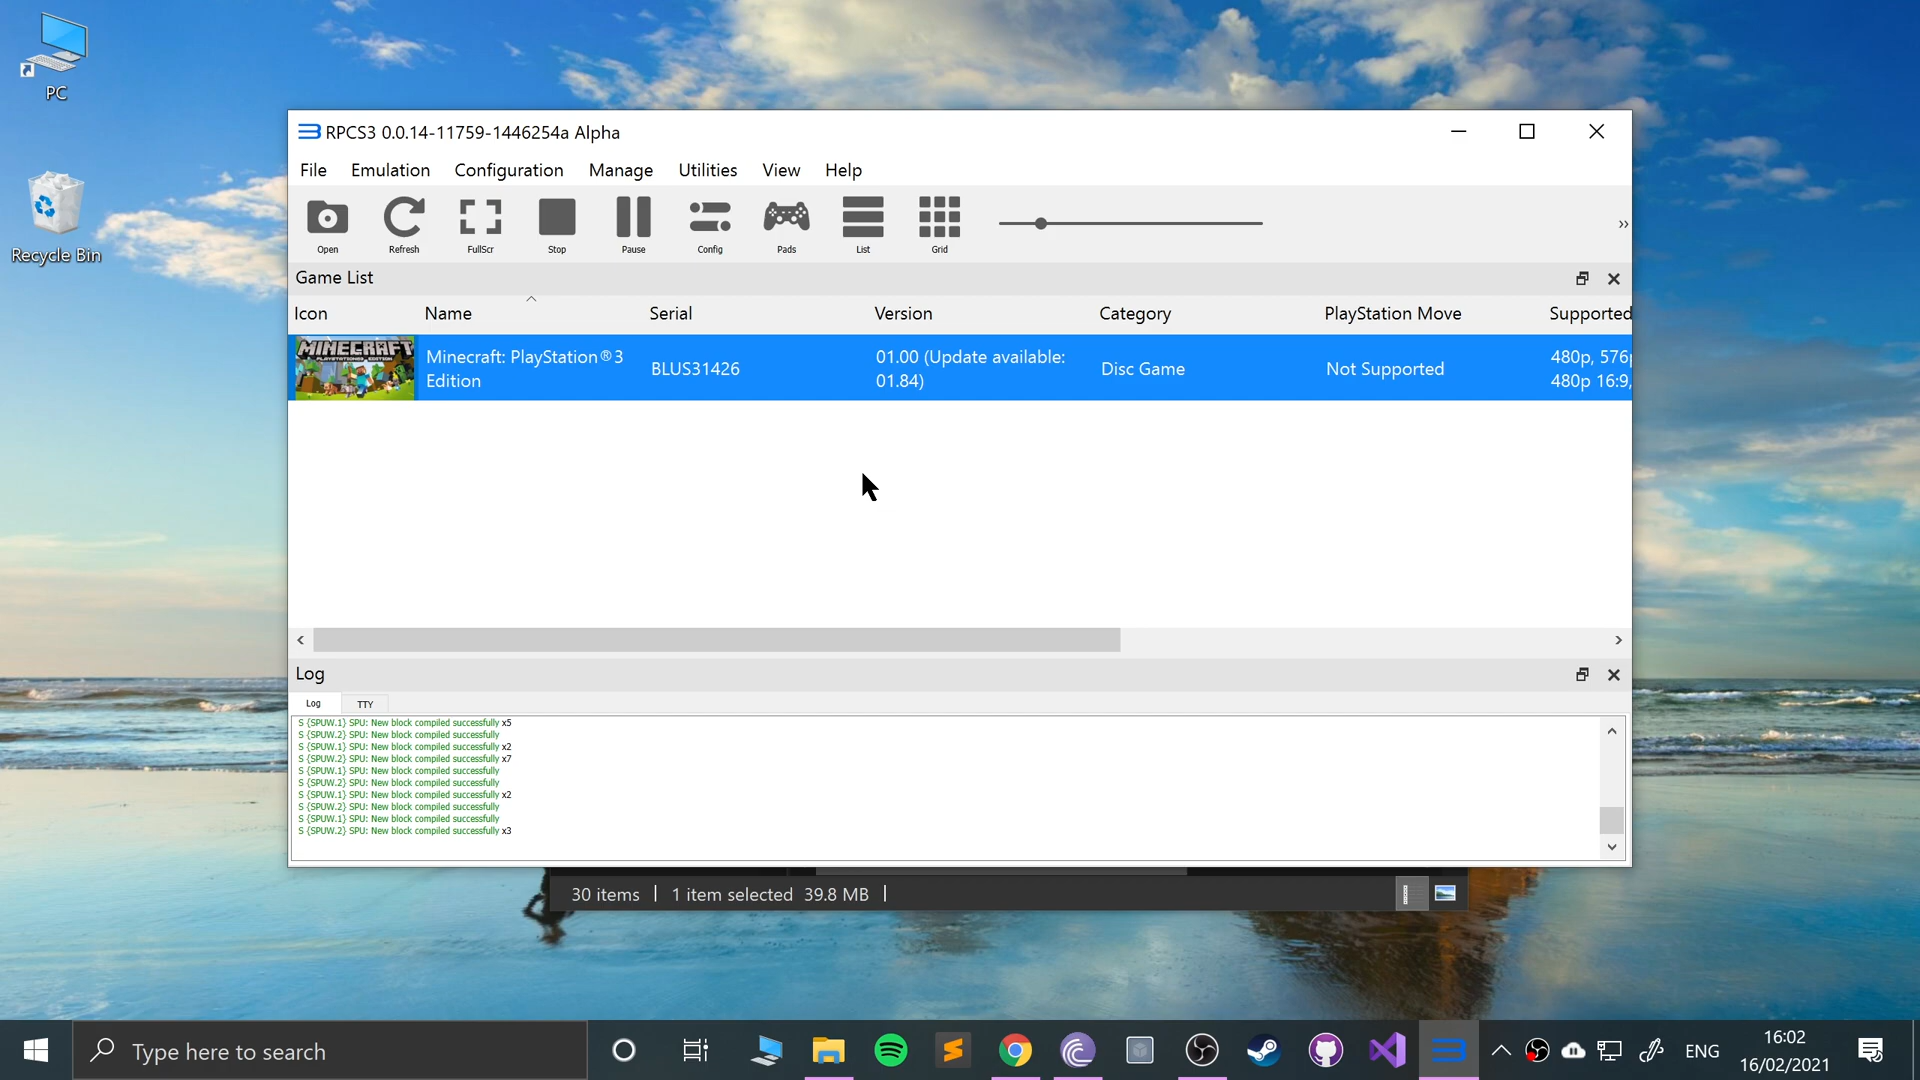 PC
Recycle Bin
RPCS3 0.0.14-11759-1446254a Alpha
File Emulation Configuration Manage Utilities View Help
Open Refresh FullScr Stop Pause Config Pads List Grid
»
Game List
Icon Name Serial Version Category PlayStation Move Supported
MINECRAFT
Minecraft: PlayStation®3 Edition
BLUS31426
01.00 (Update available: 01.84)
Disc Game
Not Supported
480p, 576p
480p 16:9,
Log
Log TTY
S {SPUW.1} SPU: New block compiled successfully x5
S {SPUW.2} SPU: New block compiled successfully
S {SPUW.1} SPU: New block compiled successfully x2
S {SPUW.2} SPU: New block compiled successfully x7
S {SPUW.1} SPU: New block compiled successfully
S {SPUW.2} SPU: New block compiled successfully
S {SPUW.1} SPU: New block compiled successfully x2
S {SPUW.2} SPU: New block compiled successfully
S {SPUW.1} SPU: New block compiled successfully
S {SPUW.2} SPU: New block compiled successfully x3
30 items | 1 item selected 39.8 MB |
Type here to search
ENG
16:02
16/02/2021